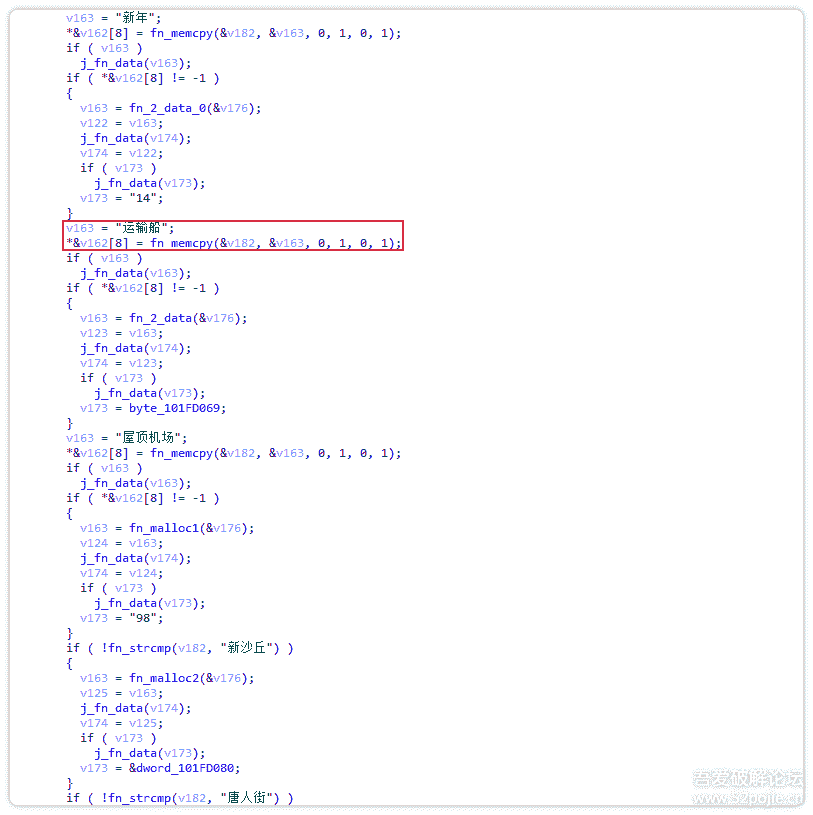 v163 = "新年";
*&v162[8] = fn_memcpy(&v182, &v163, 0, 1, 0, 1);
if ( v163 )
j_fn_data(v163);
if ( *&v162[8] != -1 )
{
v163 = fn_2_data_0(&v176);
v122 = v163;
j_fn_data(v174);
v174 = v122;
if ( v173 )
j_fn_data(v173);
v173 = "14";
}
v163 = "运输船";
*&v162[8] = fn_memcpy(&v182, &v163, 0, 1, 0, 1);
if ( v163 )
j_fn_data(v163);
if ( *&v162[8] != -1 )
{
v163 = fn_2_data(&v176);
v123 = v163;
j_fn_data(v174);
v174 = v123;
if ( v173 )
j_fn_data(v173);
v173 = byte_101FD069;
}
v163 = "屋顶机场";
*&v162[8] = fn_memcpy(&v182, &v163, 0, 1, 0, 1);
if ( v163 )
j_fn_data(v163);
if ( *&v162[8] != -1 )
{
v163 = fn_malloc1(&v176);
v124 = v163;
j_fn_data(v174);
v174 = v124;
if ( v173 )
j_fn_data(v173);
v173 = "98";
}
if ( !fn_strcmp(v182, "新沙丘") )
{
v163 = fn_malloc2(&v176);
v125 = v163;
j_fn_data(v174);
v174 = v125;
if ( v173 )
j_fn_data(v173);
v173 = &dword_101FD080;
}
if ( !fn_strcmp(v182, "唐人街") )
吾爱破解论坛
www.52pojie.cn